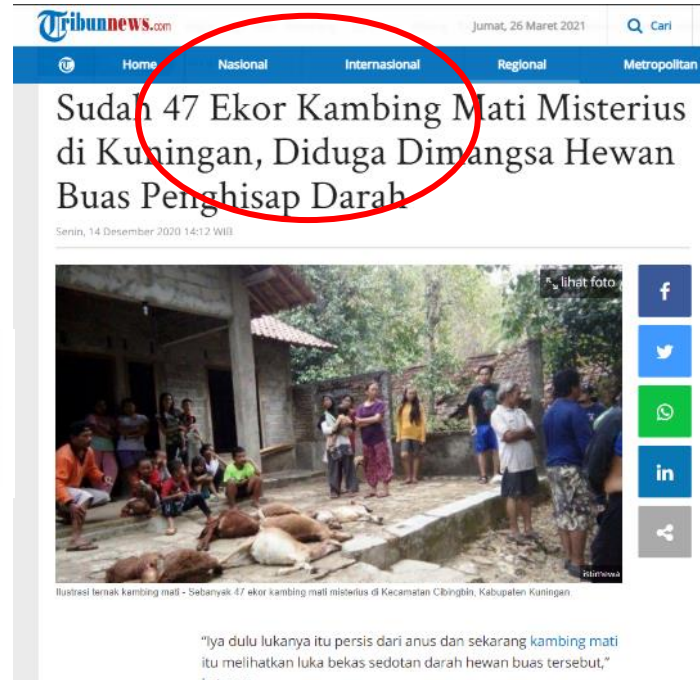 Tribunnews.com
Jumat, 26 Maret 2021
Cari
Home Nasional Internasional Regional Metropolitan
Sudah 47 Ekor Kambing Mati Misterius
di Kuningan, Diduga Dimangsa Hewan
Buas Penghisap Darah
Senin, 14 Desember 2020 14:12 WIB
lihat foto
istimewa
Ilustrasi ternak kambing mati - Sebanyak 47 ekor kambing mati misterius di Kecamatan Cibingbin, Kabupaten Kuningan.
"Iya dulu lukanya itu persis dari anus dan sekarang kambing mati
itu melihatkan luka bekas sedotan darah hewan buas tersebut,"